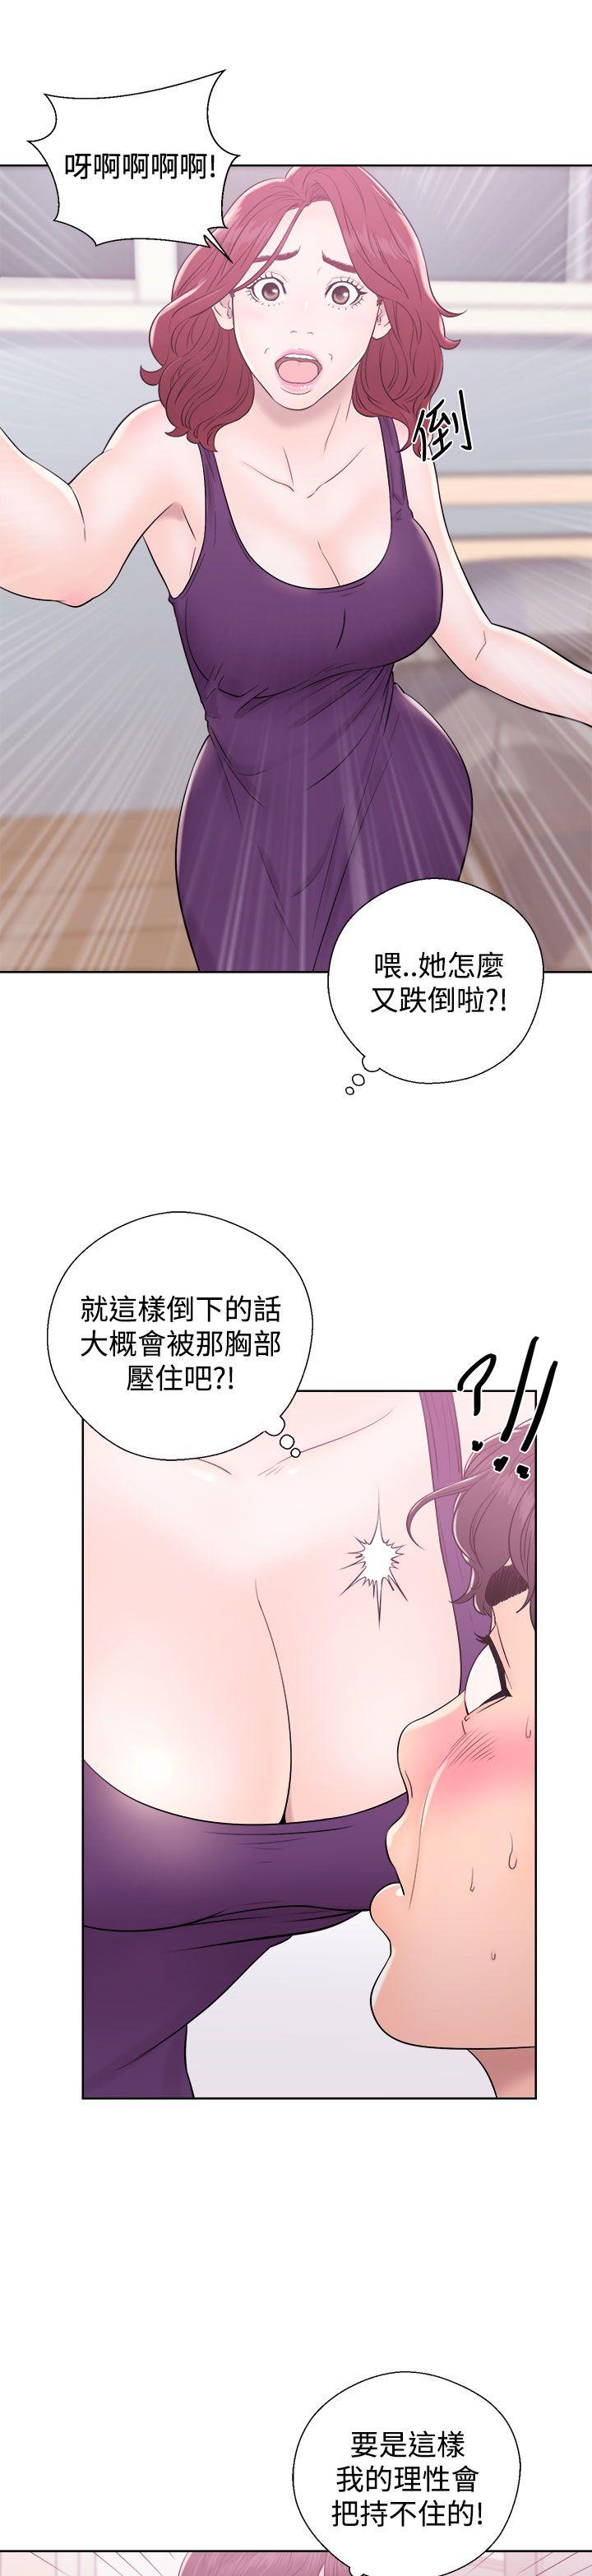 呀啊啊啊啊!
倒
喂..她怎麼
又跌倒啦?!
就這樣倒下的話
大概會被那胸部
壓住吧?!
?!!
要是這樣
我的理性會
把持不住的!